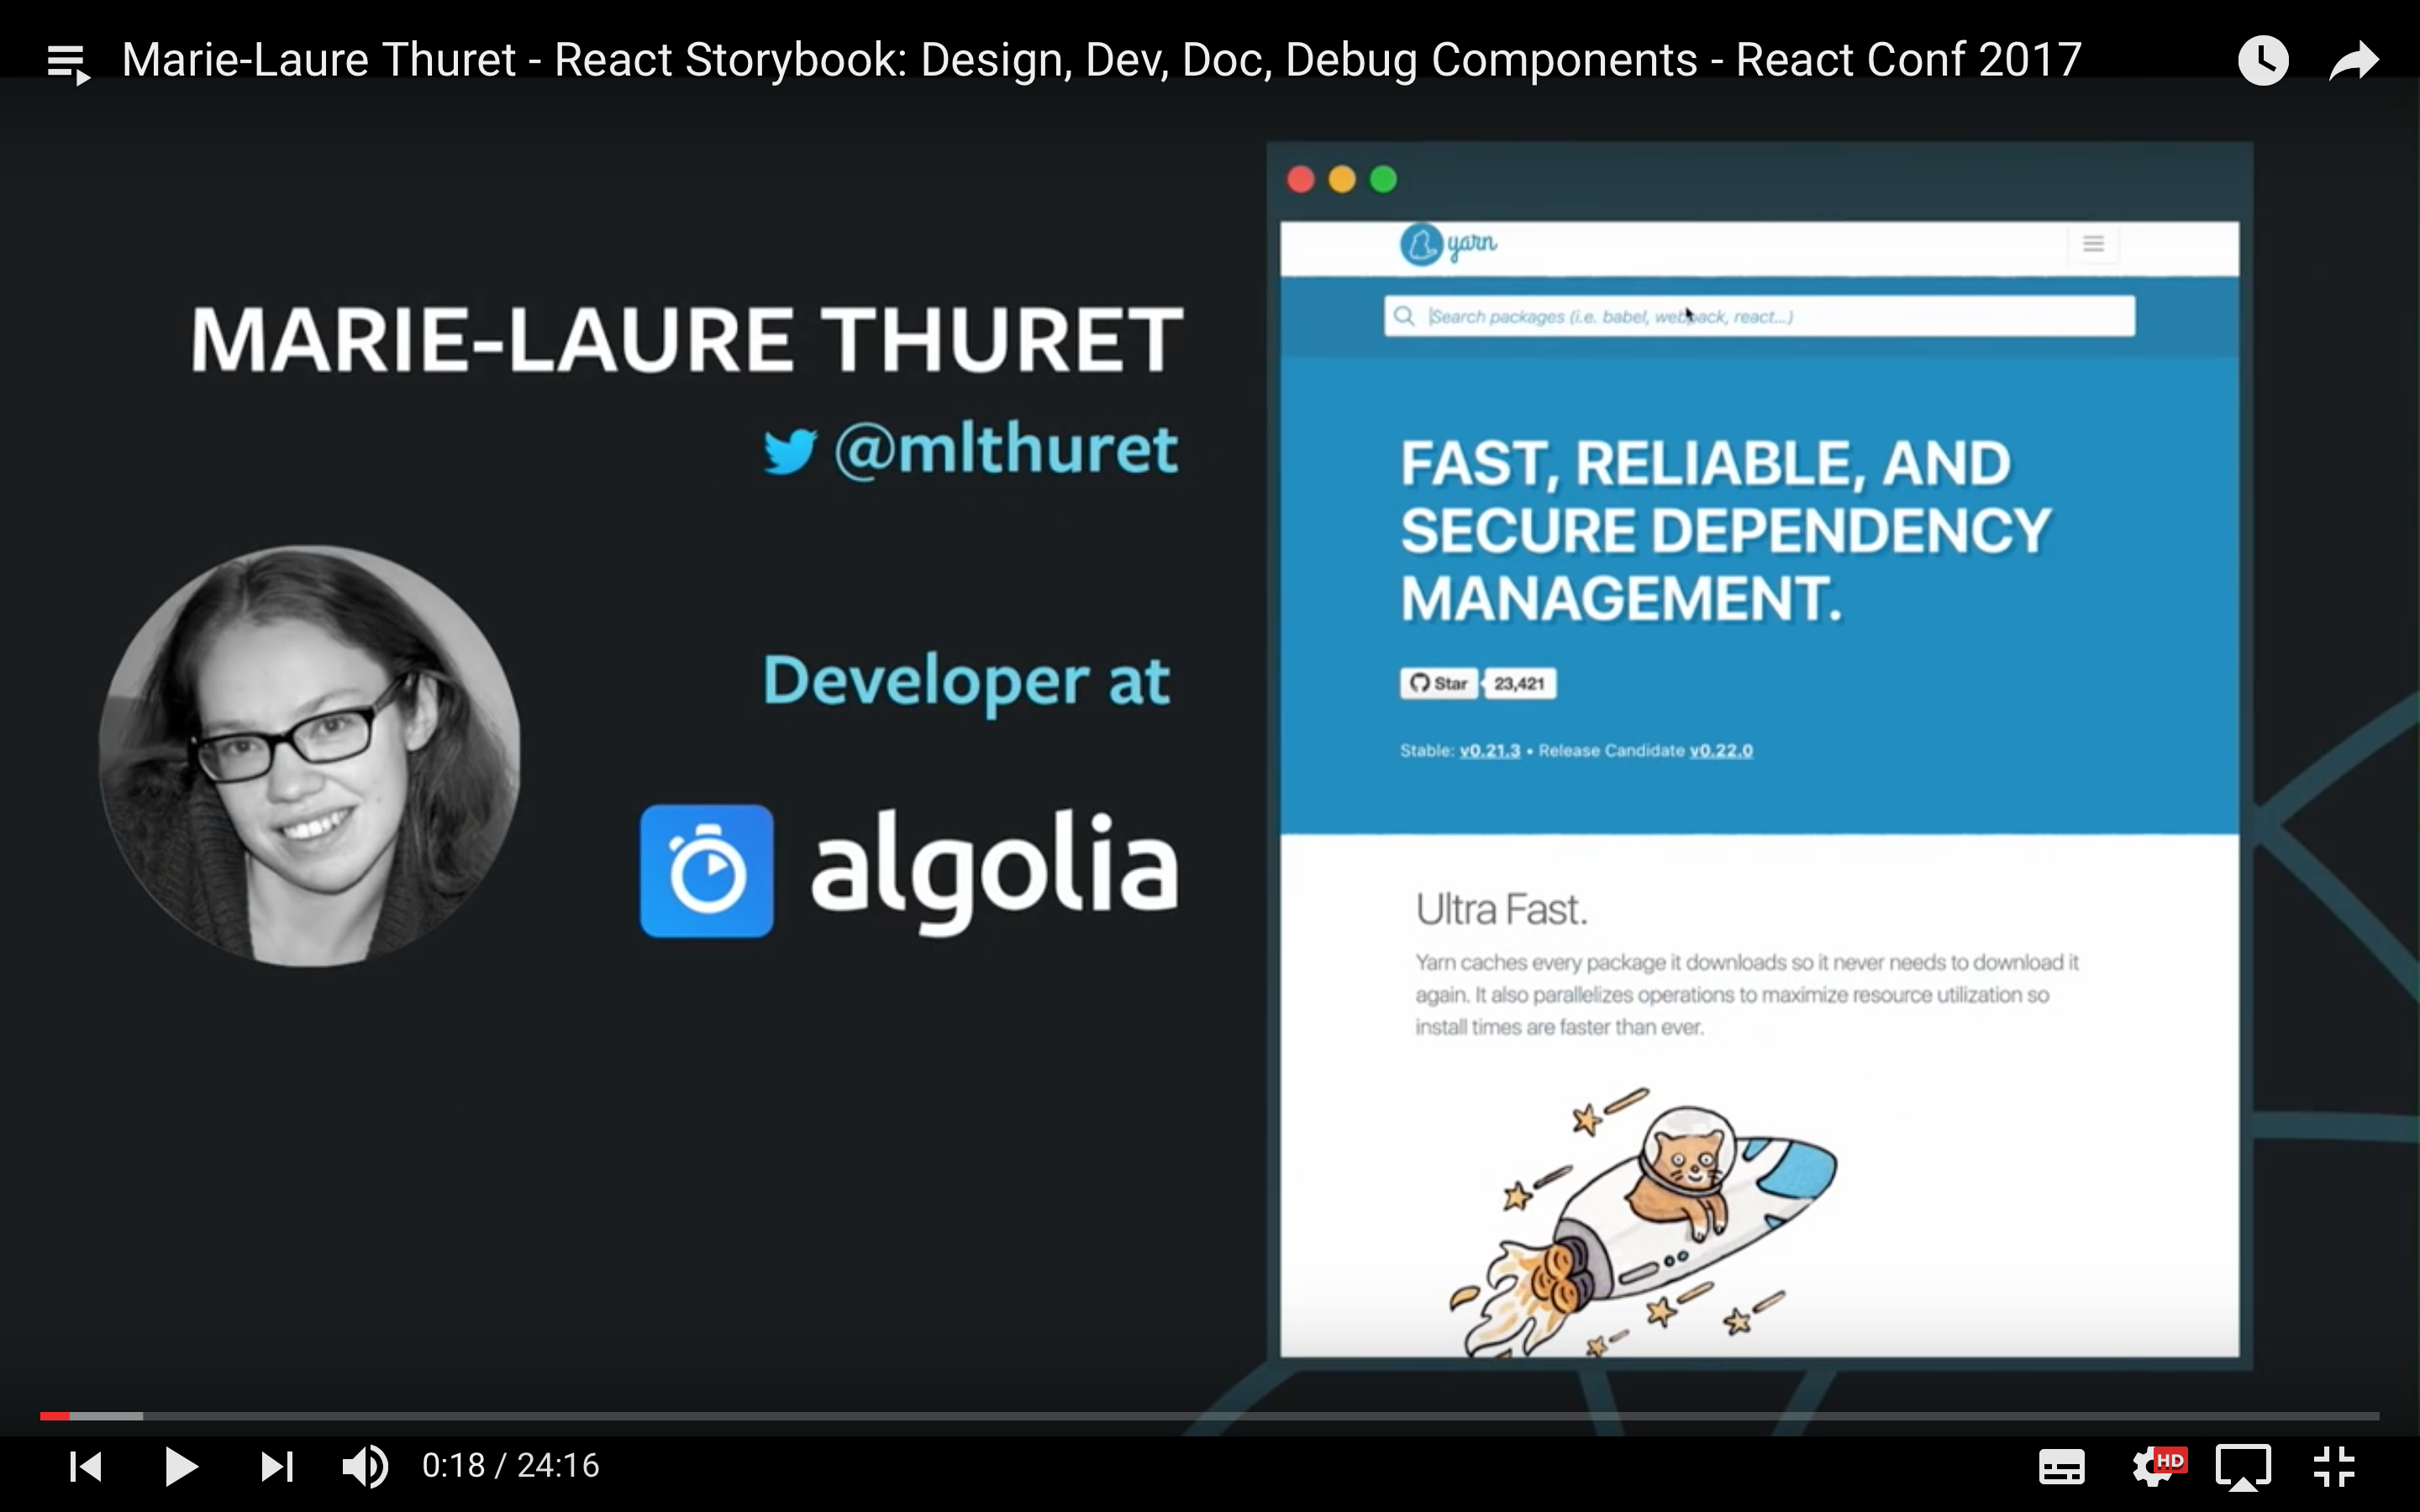 Marie-Laure Thuret - React Storybook: Design, Dev, Doc, Debug Components - React Conf 2017
MARIE-LAURE THURET
@mlthuret
Developer at
algolia
yarn
Search packages (i.e. babel, webpack, react...)
FAST, RELIABLE, AND
SECURE DEPENDENCY
MANAGEMENT.
Star 23,421
Stable: v0.21.3 • Release Candidate v0.22.0
Ultra Fast.
Yarn caches every package it downloads so it never needs to download it
again. It also parallelizes operations to maximize resource utilization so
install times are faster than ever.
0:18 / 24:16
HD